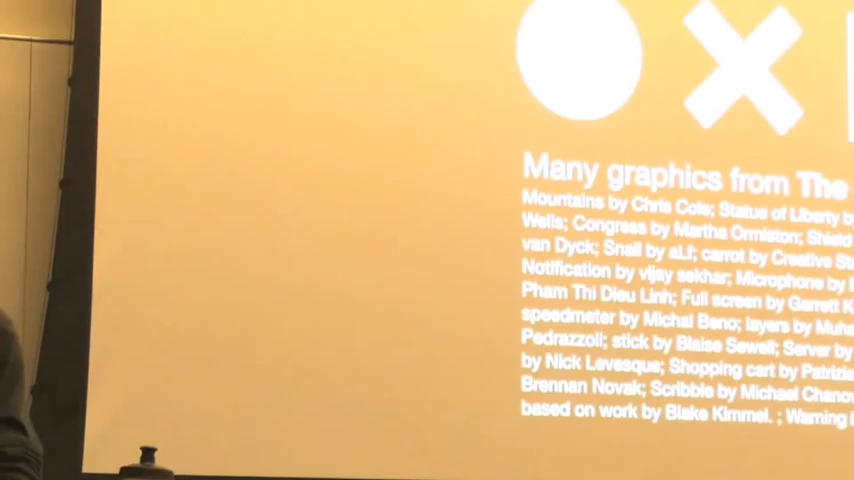 Many graphics from The
Mountains by Chris Cole; Statue of Liberty by
Wells; Congress by Martha Ormiston; Shield
van Dyck; Snail by aLf; carrot by Creative
Notification by vijay sekhar; Microphone by
Pham Thi Dieu Linh; Full screen by Garrett
speedmeter by Michal Beno; layers by
Pedrazzoli; stick by Blaise Sewell; Server by
by Nick Levesque; Shopping cart by
Brennan Novak; Scribble by Michael
based on work by Blake Kimmel. ; Warning